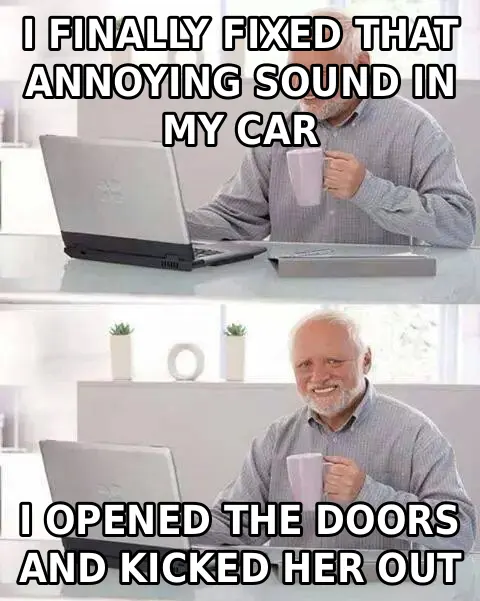 I FINALLY FIXED THAT
ANNOYING SOUND IN
MY CAR
I OPENED THE DOORS
AND KICKED HER OUT